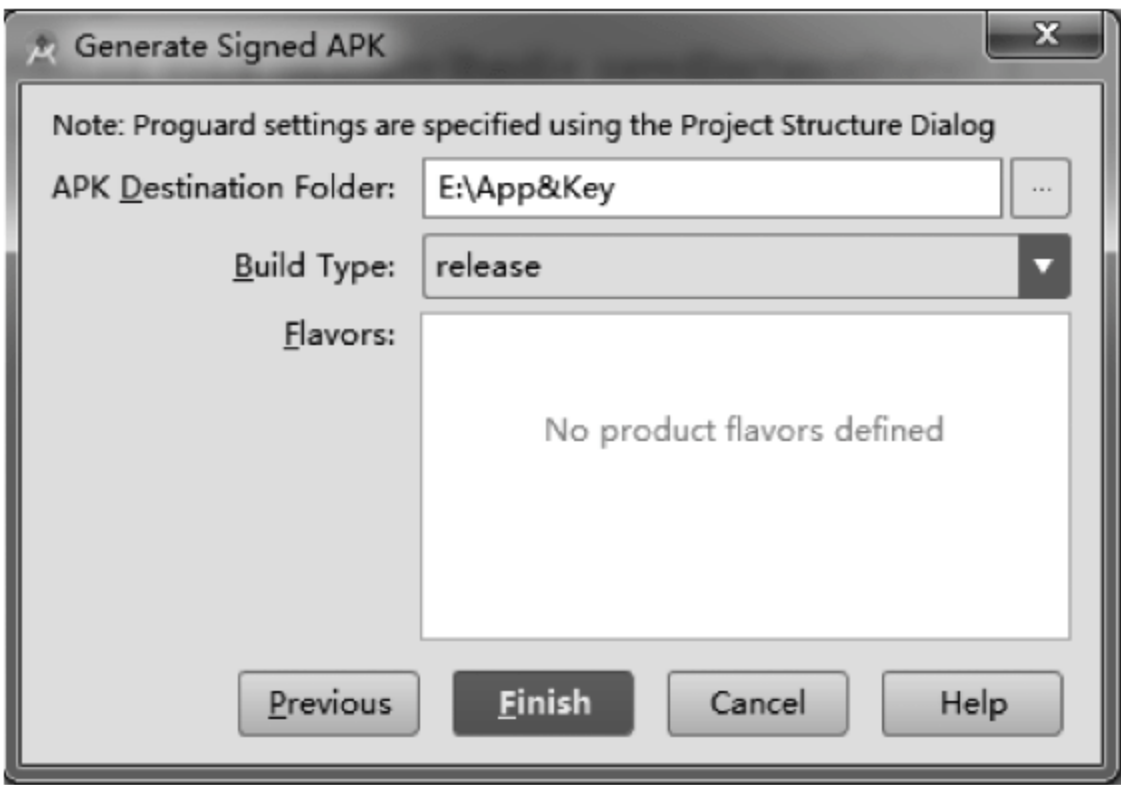 Generate Signed APK
Note: Proguard settings are specified using the Project Structure Dialog
APK Destination Folder: E:\App&Key ...
Build Type: release
Flavors:
No product flavors defined
Previous Finish Cancel Help